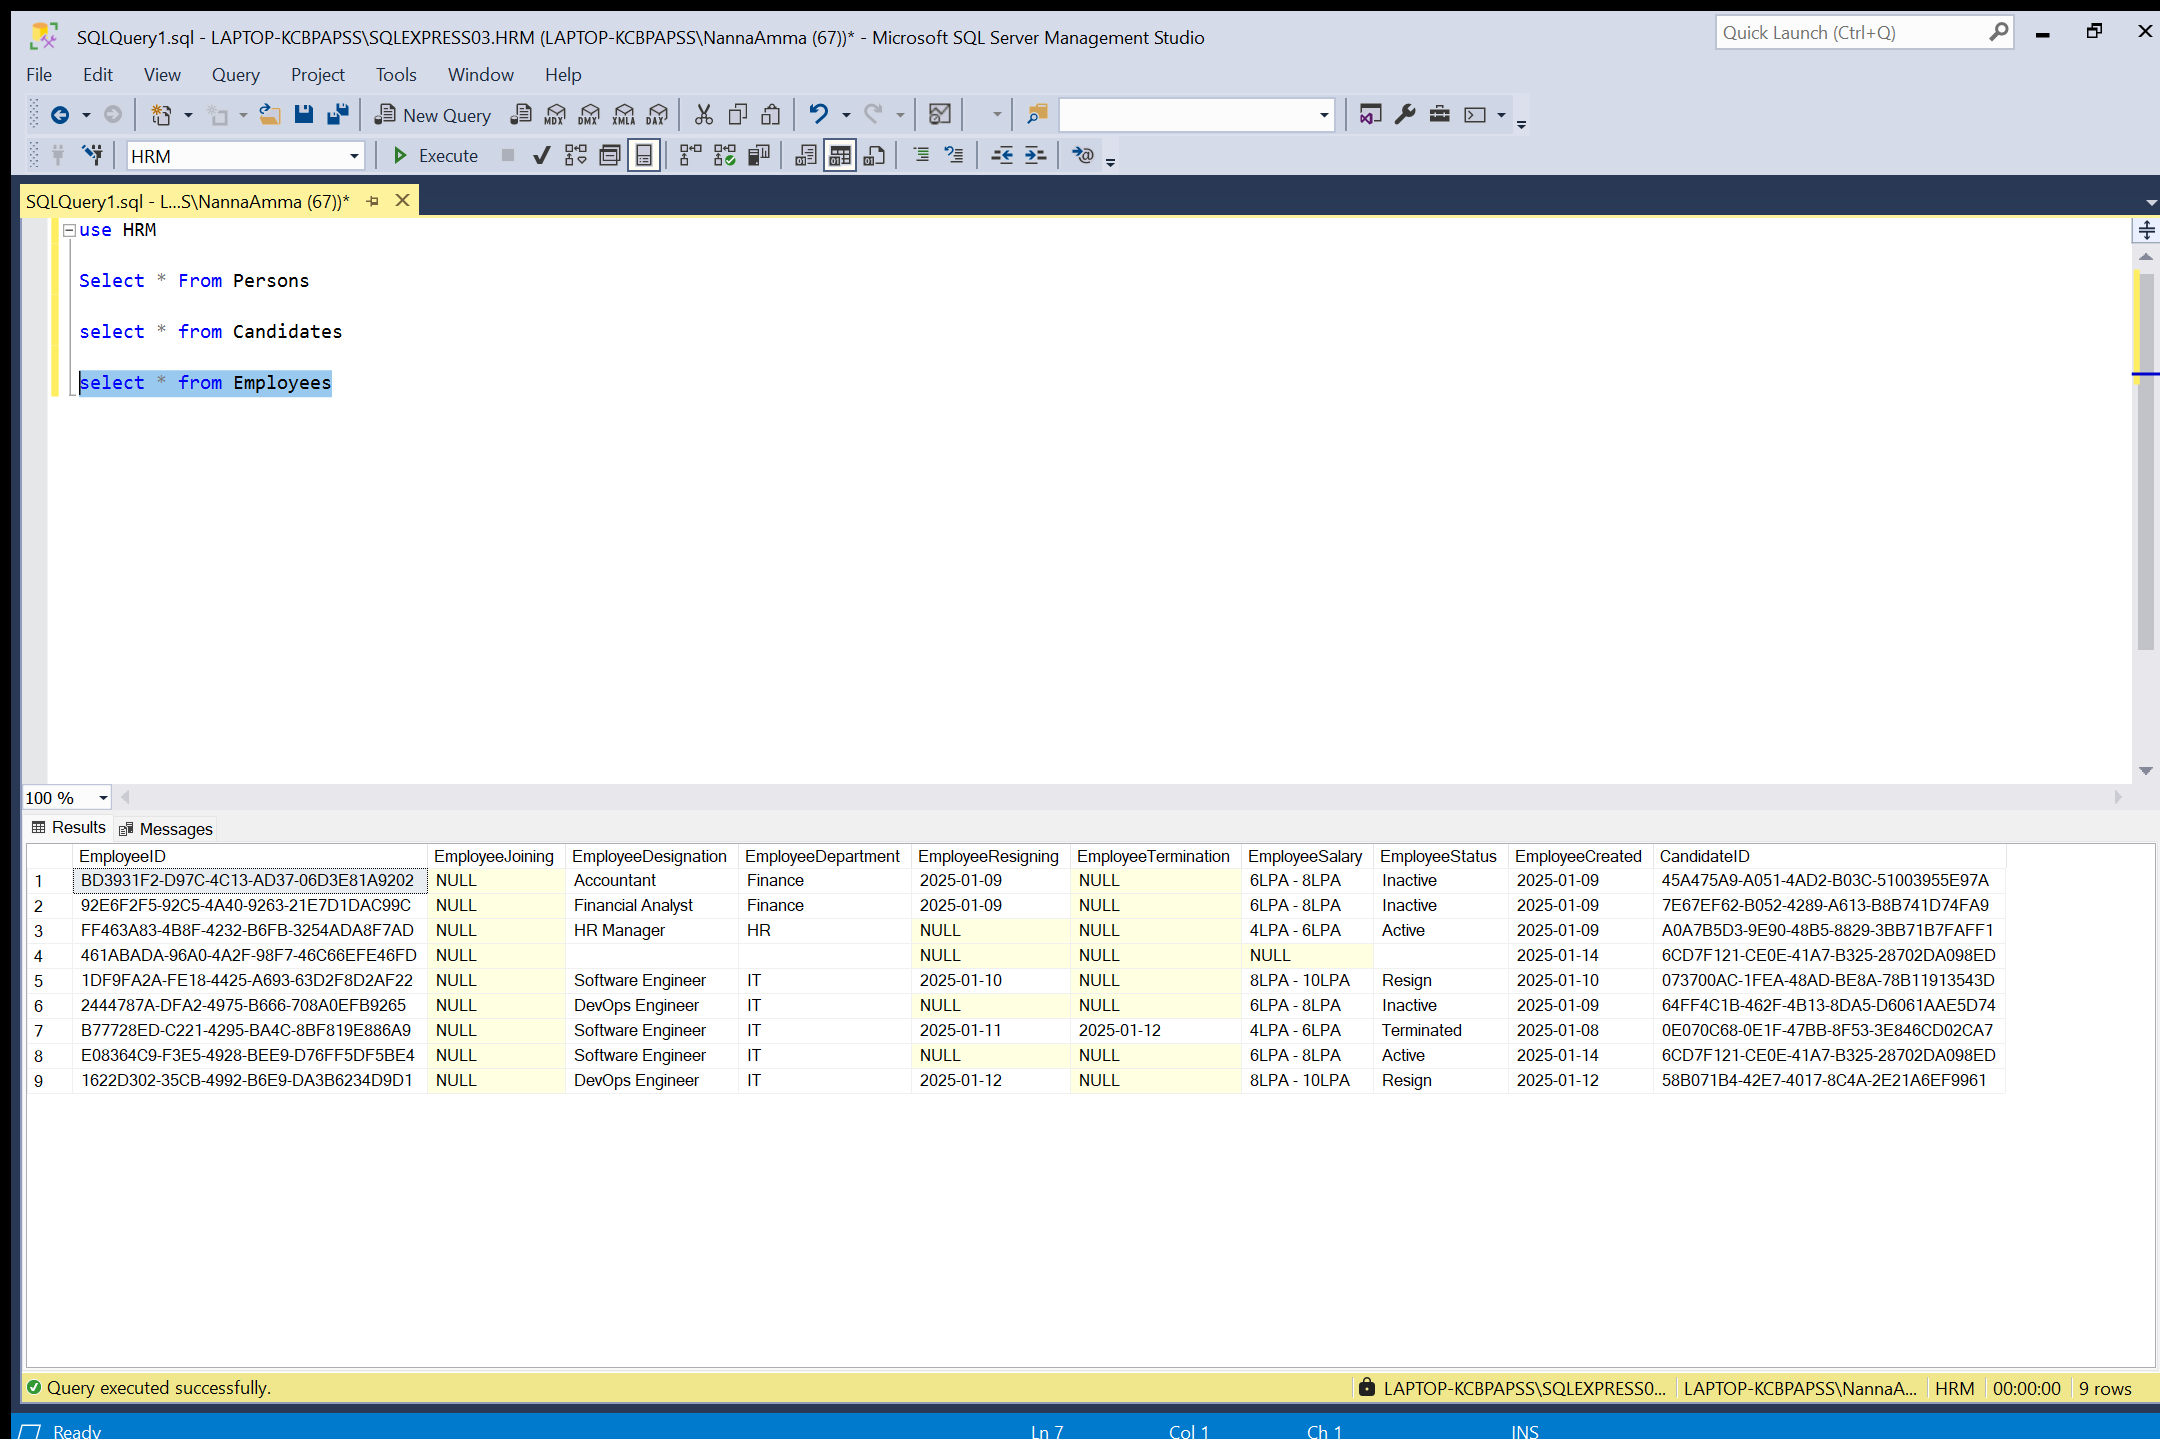 SQLQuery1.sql - LAPTOP-KCBPAPSS\SQLEXPRESS03.HRM (LAPTOP-KCBPAPSS\NannaAmma (67))* - Microsoft SQL Server Management Studio
Quick Launch (Ctrl+Q)
File Edit View Query Project Tools Window Help
New Query MDX DMX XMLA DAX
HRM Execute
SQLQuery1.sql - L...S\NannaAmma (67))*
use HRM
Select * From Persons
select * from Candidates
select * from Employees
100 %
Results Messages
EmployeeID EmployeeJoining EmployeeDesignation EmployeeDepartment EmployeeResigning EmployeeTermination EmployeeSalary EmployeeStatus EmployeeCreated CandidateID
1 BD3931F2-D97C-4C13-AD37-06D3E81A9202 NULL Accountant Finance 2025-01-09 NULL 6LPA - 8LPA Inactive 2025-01-09 45A475A9-A051-4AD2-B03C-51003955E97A
2 92E6F2F5-92C5-4A40-9263-21E7D1DAC99C NULL Financial Analyst Finance 2025-01-09 NULL 6LPA - 8LPA Inactive 2025-01-09 7E67EF62-B052-4289-A613-B8B741D74FA9
3 FF463A83-4B8F-4232-B6FB-3254ADA8F7AD NULL HR Manager HR NULL NULL 4LPA - 6LPA Active 2025-01-09 A0A7B5D3-9E90-48B5-8829-3BB71B7FAFF1
4 461ABADA-96A0-4A2F-98F7-46C66EFE46FD NULL NULL NULL NULL 2025-01-14 6CD7F121-CE0E-41A7-B325-28702DA098ED
5 1DF9FA2A-FE18-4425-A693-63D2F8D2AF22 NULL Software Engineer IT 2025-01-10 NULL 8LPA - 10LPA Resign 2025-01-10 073700AC-1FEA-48AD-BE8A-78B11913543D
6 2444787A-DFA2-4975-B666-708A0EFB9265 NULL DevOps Engineer IT NULL NULL 6LPA - 8LPA Inactive 2025-01-09 64FF4C1B-462F-4B13-8DA5-D6061AAE5D74
7 B77728ED-C221-4295-BA4C-8BF819E886A9 NULL Software Engineer IT 2025-01-11 2025-01-12 4LPA - 6LPA Terminated 2025-01-08 0E070C68-0E1F-47BB-8F53-3E846CD02CA7
8 E08364C9-F3E5-4928-BEE9-D76FF5DF5BE4 NULL Software Engineer IT NULL NULL 6LPA - 8LPA Active 2025-01-14 6CD7F121-CE0E-41A7-B325-28702DA098ED
9 1622D302-35CB-4992-B6E9-DA3B6234D9D1 NULL DevOps Engineer IT 2025-01-12 NULL 8LPA - 10LPA Resign 2025-01-12 58B071B4-42E7-4017-8C4A-2E21A6EF9961
Query executed successfully. LAPTOP-KCBPAPSS\SQLEXPRESS0... LAPTOP-KCBPAPSS\NannaA... HRM 00:00:00 9 rows
Ready Ln 7 Col 1 Ch 1 INS